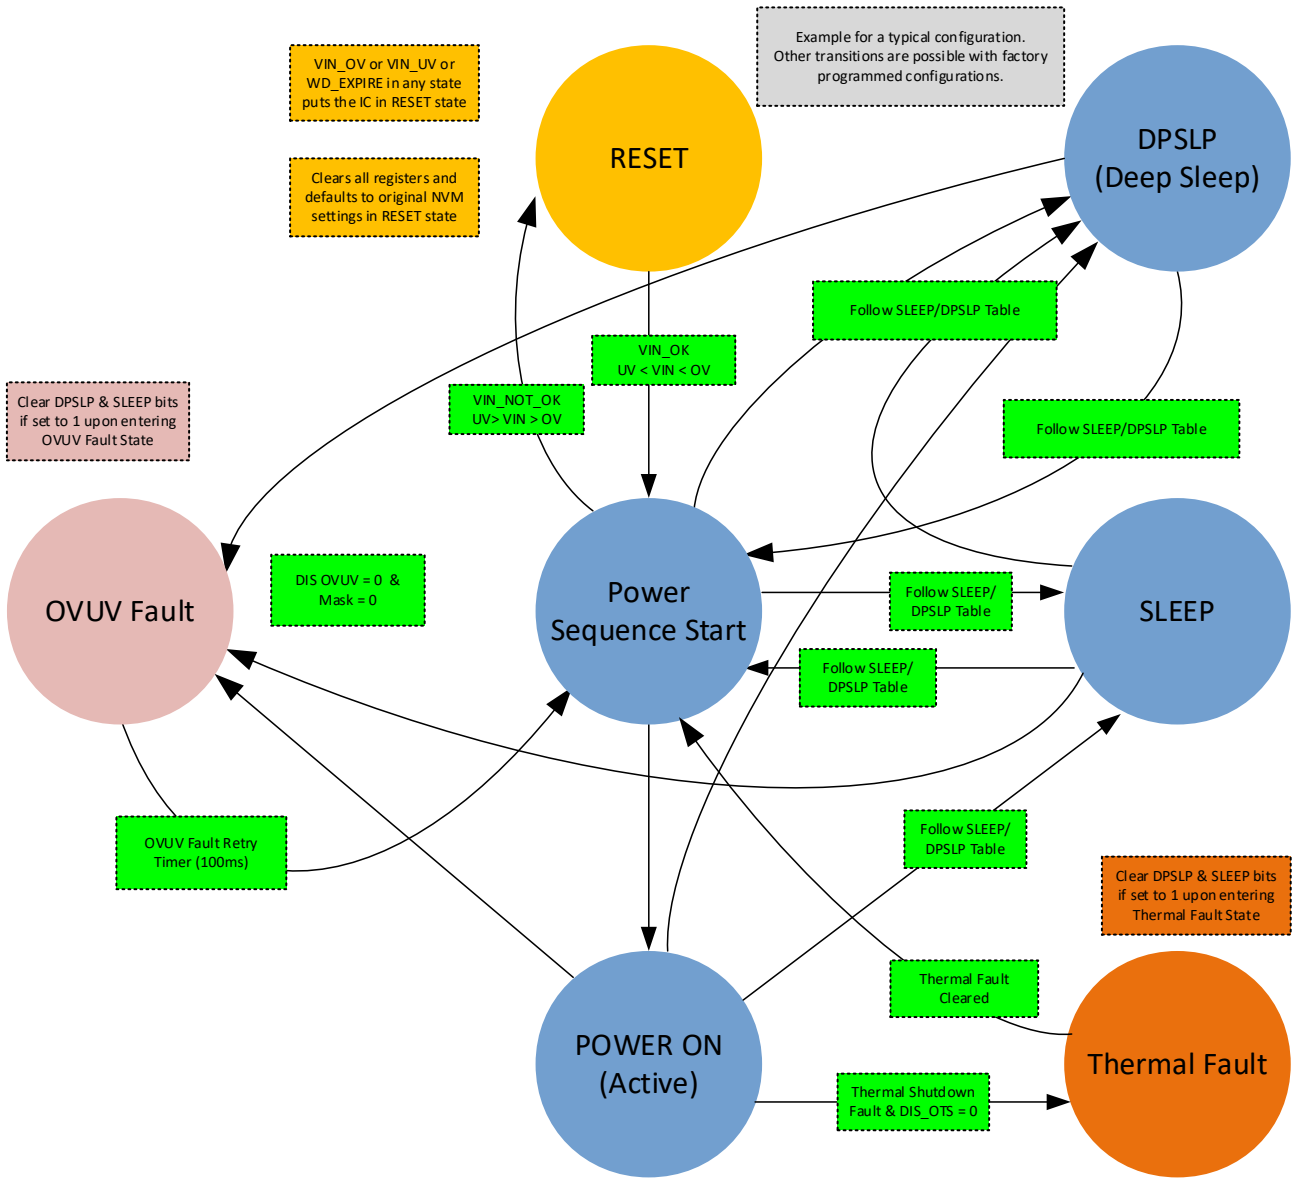 VIN_OV or VIN_UV or
WD_EXPIRE in any state
puts the IC in RESET state
Clears all registers and
defaults to original NVM
settings in RESET state
RESET
Example for a typical configuration.
Other transitions are possible with factory
programmed configurations.
DPSLP
(Deep Sleep)
Follow SLEEP/DPSLP Table
VIN_OK
UV < VIN < OV
VIN_NOT_OK
UV> VIN > OV
Follow SLEEP/DPSLP Table
Clear DPSLP & SLEEP bits
if set to 1 upon entering
OVUV Fault State
OVUV Fault
DIS OVUV = 0 &
Mask = 0
Power
Sequence Start
Follow SLEEP/
DPSLP Table
Follow SLEEP/
DPSLP Table
SLEEP
OVUV Fault Retry
Timer (100ms)
Follow SLEEP/
DPSLP Table
Clear DPSLP & SLEEP bits
if set to 1 upon entering
Thermal Fault State
Thermal Fault
Cleared
POWER ON
(Active)
Thermal Shutdown
Fault & DIS_OTS = 0
Thermal Fault